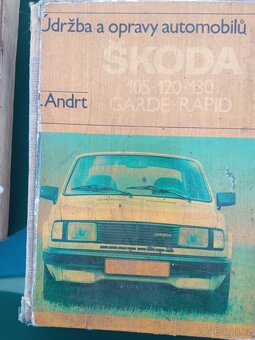 Údržba a opravy automobilů
ŠKODA
105·120·130
GARDE·RAPID
.Andrt